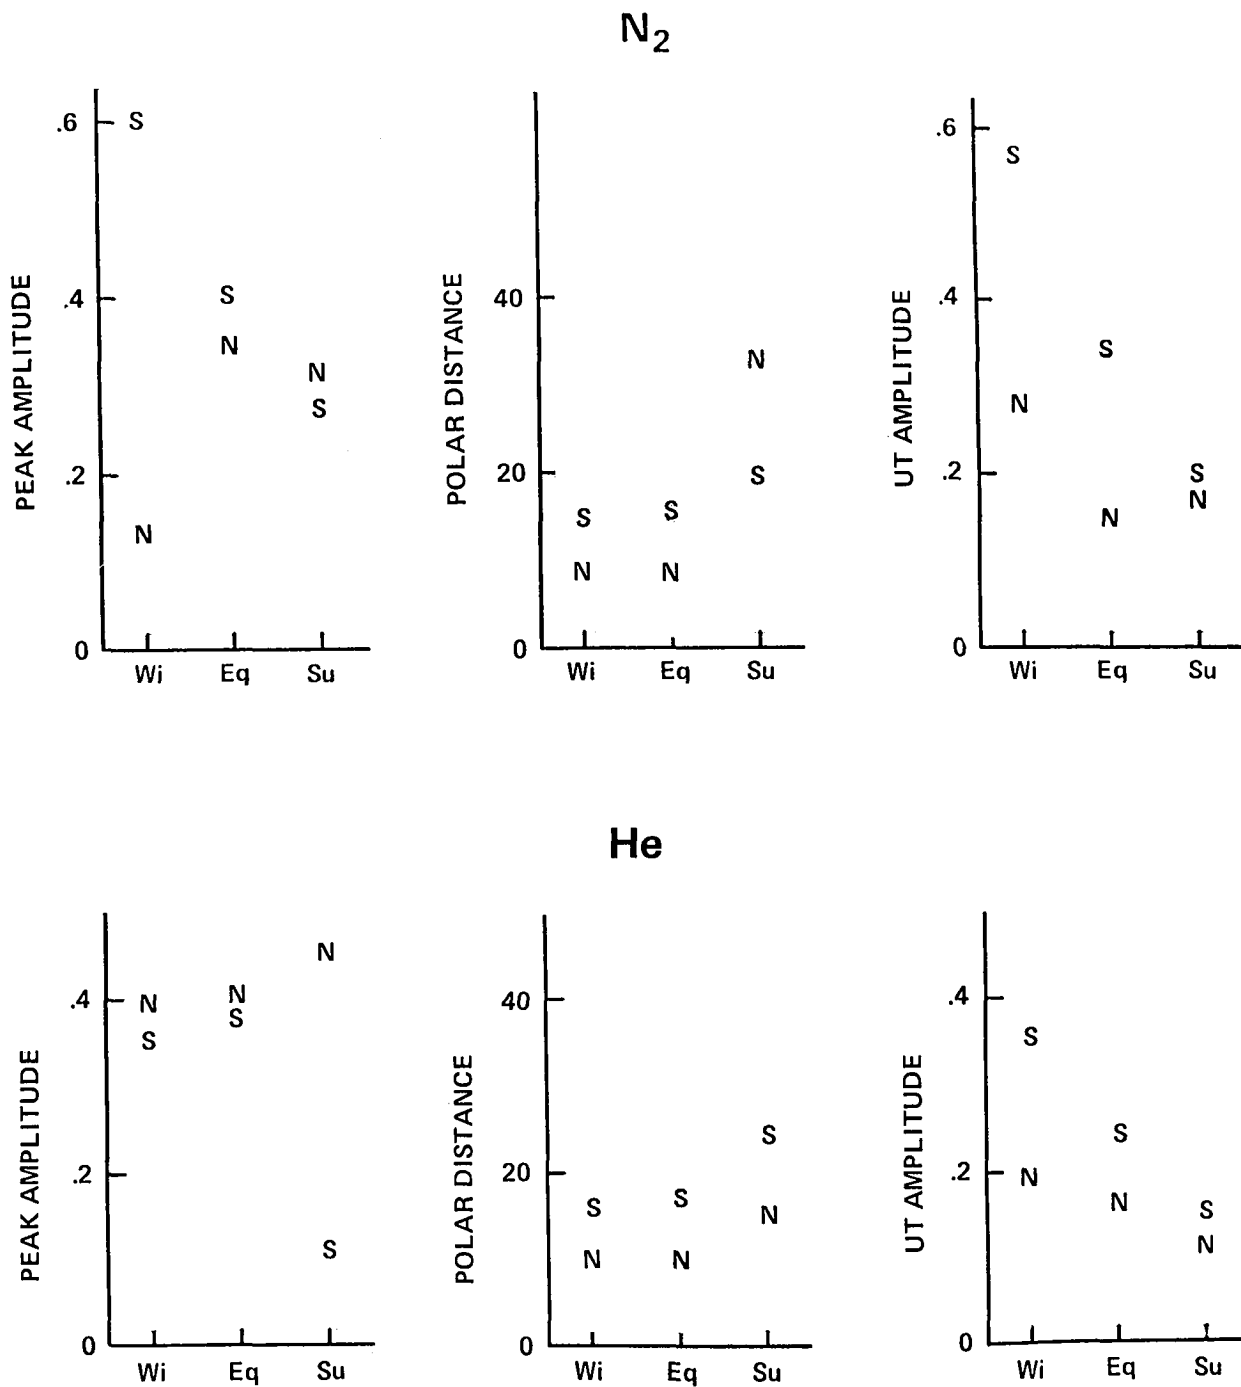 N₂
PEAK AMPLITUDE
.6
.4
.2
0
S
N
S
N
N
S
Wi Eq Su
POLAR DISTANCE
40
20
0
S
N
S
N
N
S
Wi Eq Su
UT AMPLITUDE
.6
.4
.2
0
S
N
S
N
S
N
Wi Eq Su
He
PEAK AMPLITUDE
.4
.2
0
N
S
N
S
N
S
Wi Eq Su
POLAR DISTANCE
40
20
0
S
N
S
N
S
N
Wi Eq Su
UT AMPLITUDE
.4
.2
0
S
N
S
N
S
N
Wi Eq Su